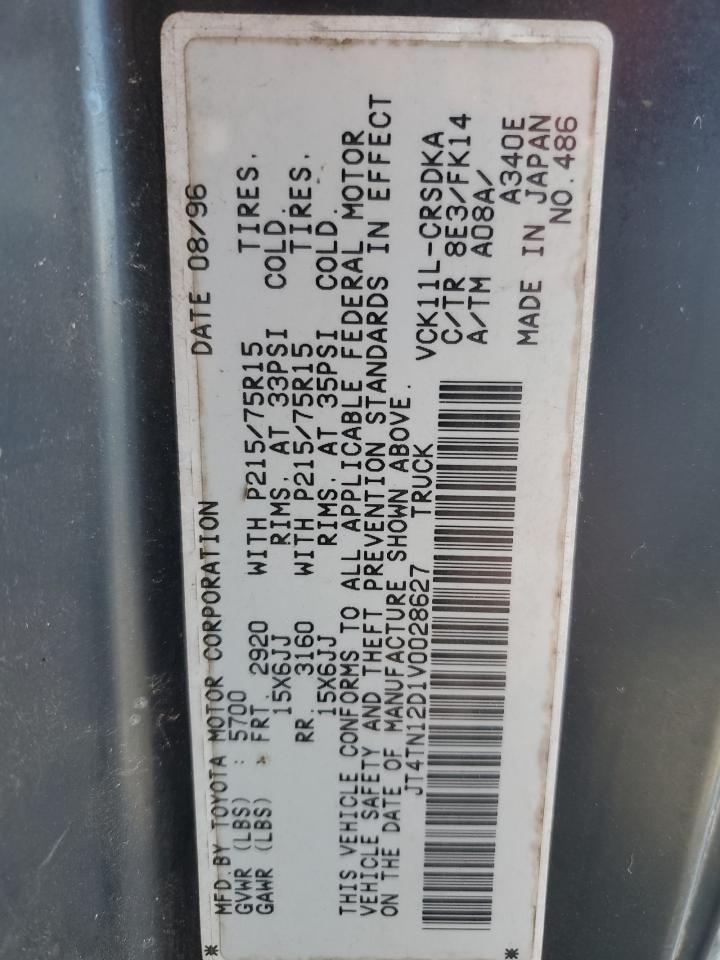 MFD.BY TOYOTA MOTOR CORPORATION DATE 08/96
GVWR (LBS) : 5700
GAWR (LBS) : FRT. 2920 WITH P215/75R15 TIRES,
15X6JJ RIMS, AT 33PSI COLD.
RR. 3160 WITH P215/75R15 TIRES,
15X6JJ RIMS, AT 35PSI COLD.
THIS VEHICLE CONFORMS TO ALL APPLICABLE FEDERAL MOTOR
VEHICLE SAFETY AND THEFT PREVENTION STANDARDS IN EFFECT
ON THE DATE OF MANUFACTURE SHOWN ABOVE.
JT4TN12D1V0028627 TRUCK
VCK11L-CRSDKA
C/TR 8E3/FK14
A/TM A08A/
A340E
MADE IN JAPAN
NO.486
* *